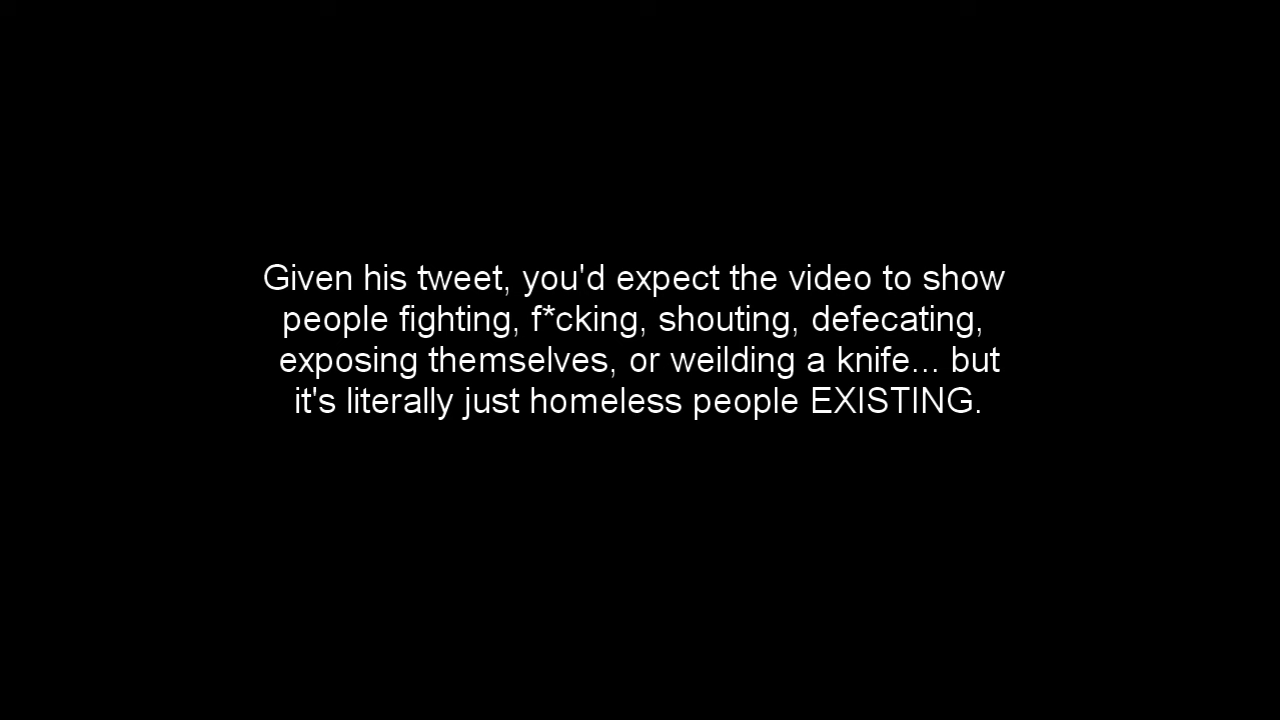 Given his tweet, you'd expect the video to show
people fighting, f*cking, shouting, defecating,
exposing themselves, or weilding a knife... but
it's literally just homeless people EXISTING.